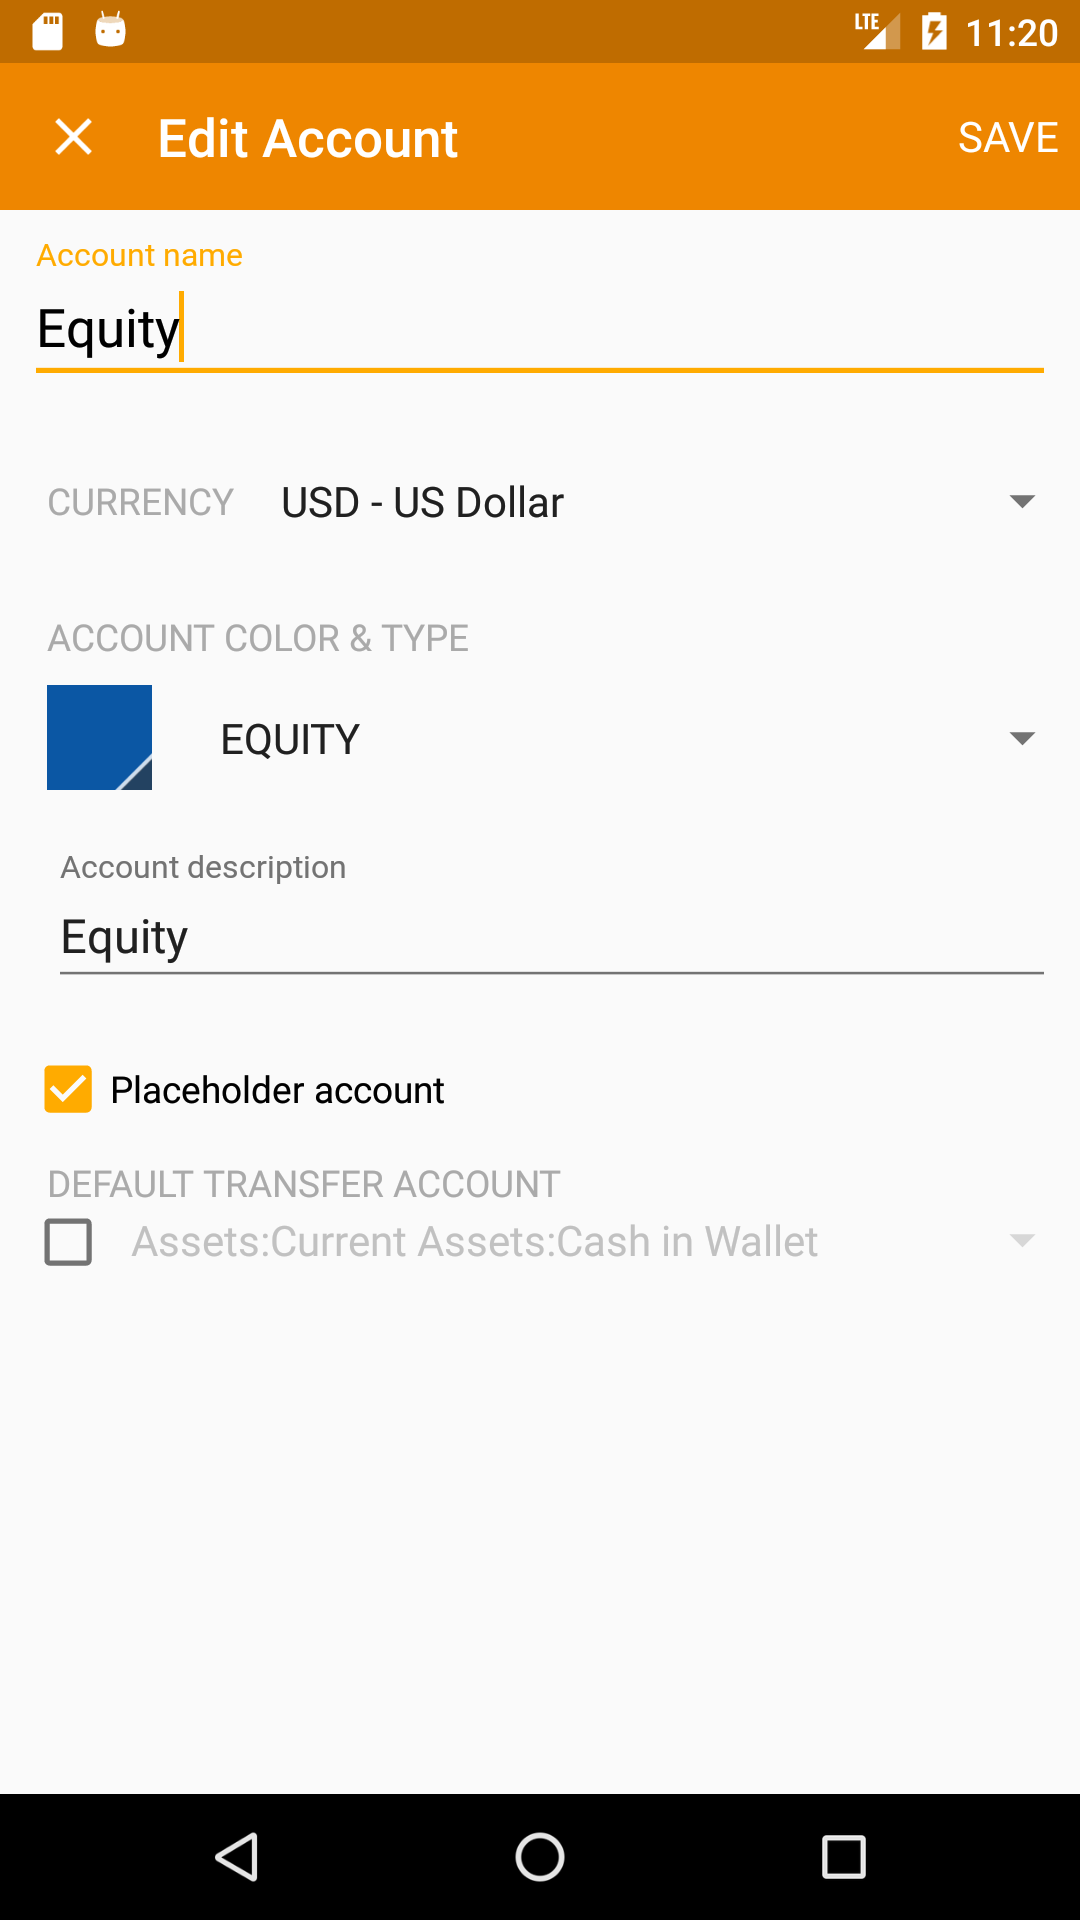 LTE 11:20
Edit Account SAVE
Account name
Equity
CURRENCY USD - US Dollar
ACCOUNT COLOR & TYPE
EQUITY
Account description
Equity
Placeholder account
DEFAULT TRANSFER ACCOUNT
Assets:Current Assets:Cash in Wallet